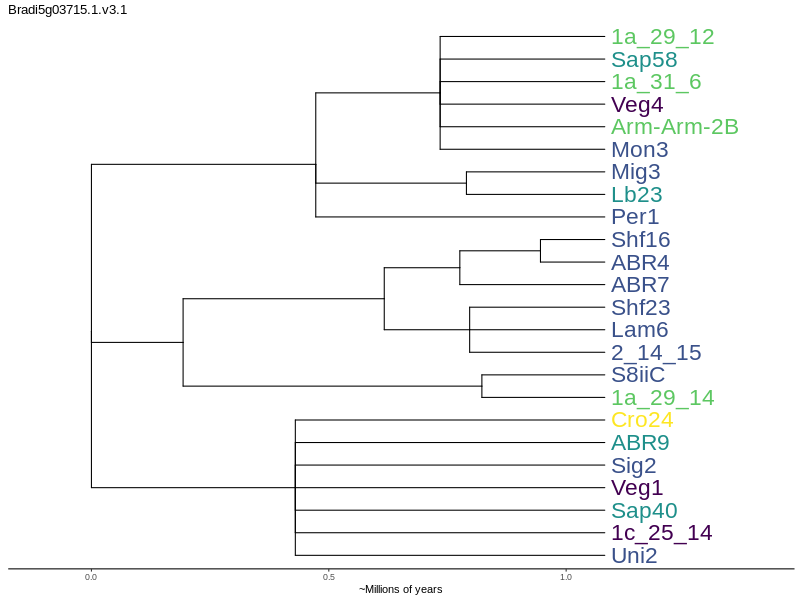 Bradi5g03715.1.v3.1
1a_29_12
Sap58
1a_31_6
Veg4
Arm-Arm-2B
Mon3
Mig3
Lb23
Per1
Shf16
ABR4
ABR7
Shf23
Lam6
2_14_15
S8iiC
1a_29_14
Cro24
ABR9
Sig2
Veg1
Sap40
1c_25_14
Uni2
0.0 0.5 1.0
~Millions of years